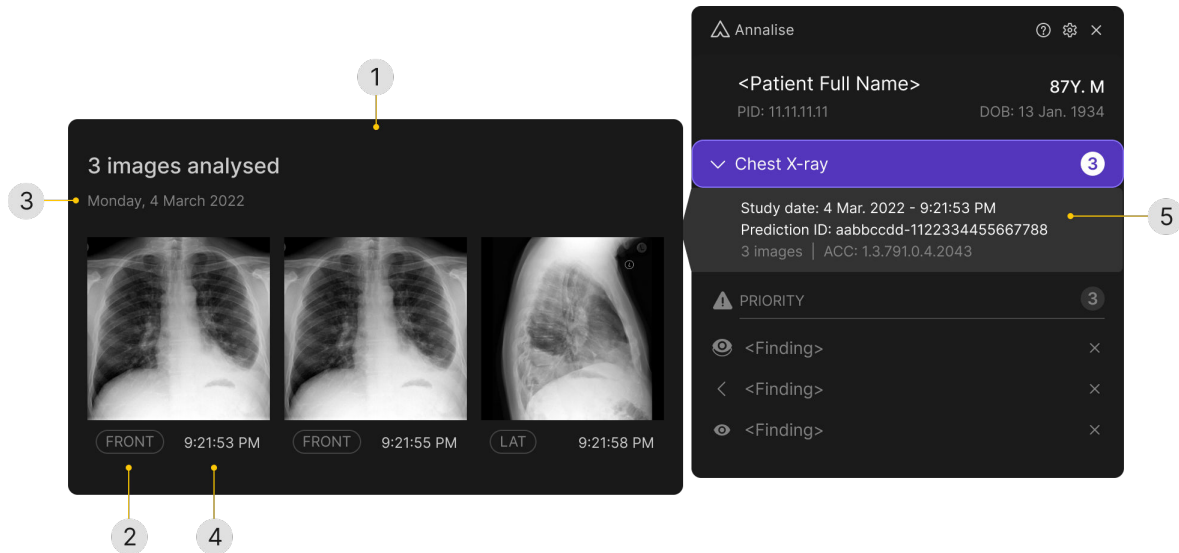 1
3 images analysed
3
Monday, 4 March 2022
FRONT
9:21:53 PM
FRONT
9:21:55 PM
LAT
9:21:58 PM
2
4
Annalise
<Patient Full Name>
87Y. M
PID: 11.11.11.11
DOB: 13 Jan. 1934
Chest X-ray
3
Study date: 4 Mar. 2022 - 9:21:53 PM
Prediction ID: aabbccdd-1122334455667788
3 images | ACC: 1.3.791.0.4.2043
5
PRIORITY
3
<Finding>
<Finding>
<Finding>